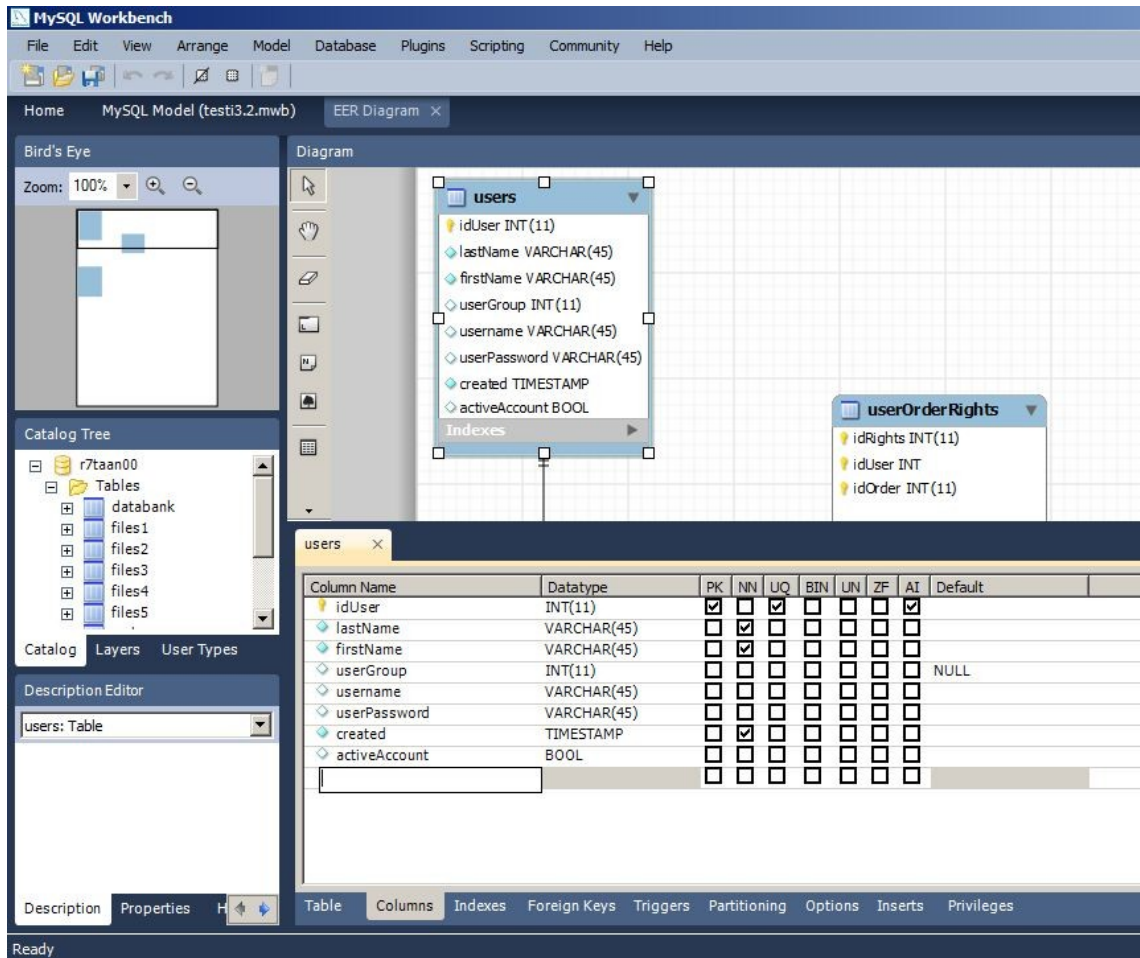 MySQL Workbench
File Edit View Arrange Model Database Plugins Scripting Community Help
Home MySQL Model (testi3.2.mwb) EER Diagram
Bird's Eye
Zoom: 100%
Catalog Tree
r7taan00
Tables
databank
files1
files2
files3
files4
files5
Catalog Layers User Types
Description Editor
users: Table
Description Properties H
Diagram
users
idUser INT(11)
lastName VARCHAR(45)
firstName VARCHAR(45)
userGroup INT(11)
username VARCHAR(45)
userPassword VARCHAR(45)
created TIMESTAMP
activeAccount BOOL
Indexes
userOrderRights
idRights INT(11)
idUser INT
idOrder INT(11)
users
Column Name Datatype PK NN UQ BIN UN ZF AI Default
idUser INT(11)
lastName VARCHAR(45)
firstName VARCHAR(45)
userGroup INT(11) NULL
username VARCHAR(45)
userPassword VARCHAR(45)
created TIMESTAMP
activeAccount BOOL
Table Columns Indexes Foreign Keys Triggers Partitioning Options Inserts Privileges
Ready